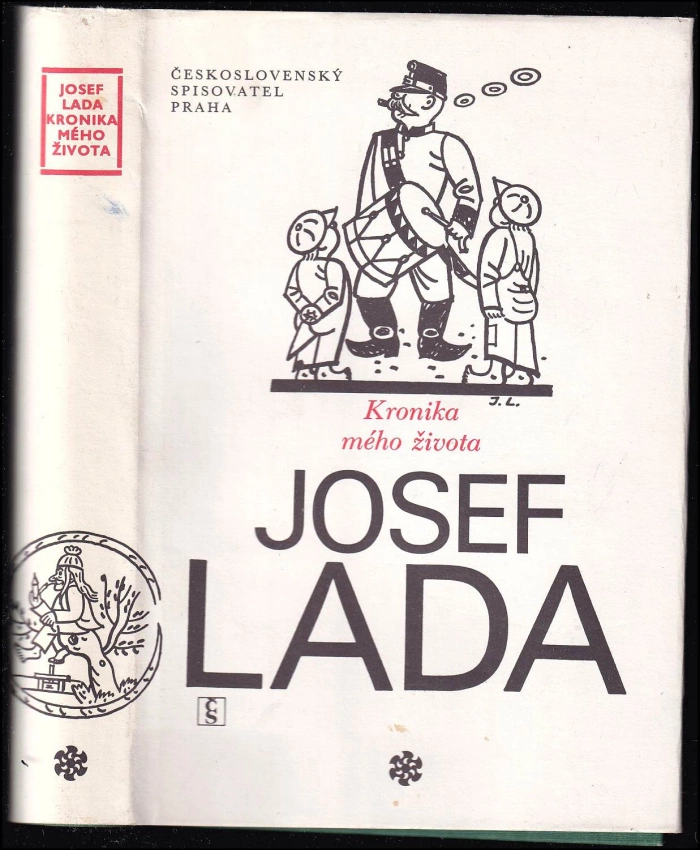 JOSEF
LADA
KRONIKA
MÉHO
ŽIVOTA
ČESKOSLOVENSKÝ
SPISOVATEL
PRAHA
J. L.
Kronika
mého života
JOSEF
LADA
ČS